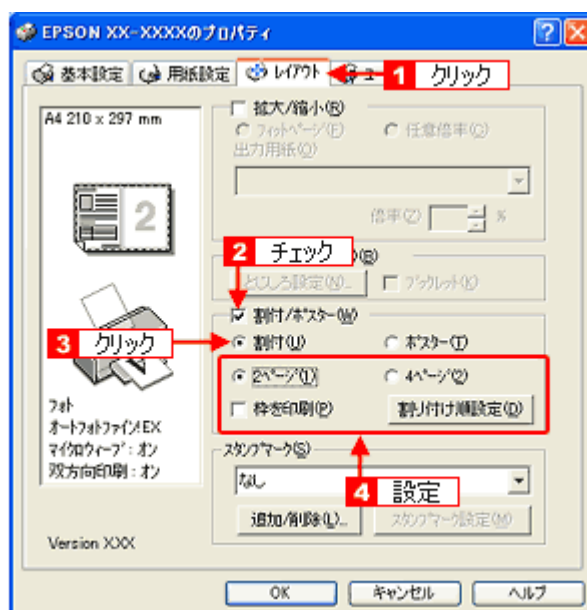 EPSON XX-XXXXのプロパティ
基本設定 用紙設定 レイアウト ユ
1 クリック
A4 210 x 297 mm
2
拡大/縮小(R)
フィットページ(F) 任意倍率(C)
出力用紙(O)
倍率(Z) %
2 チェック
とじしろ設定(N)... ブックレット(K)
割付/ポスター(W)
3 クリック
割付(U) ポスター(T)
2ページ(1) 4ページ(2)
枠を印刷(P) 割り付け順設定(D)
フォト
オートフォトファイン!EX
マイクロウィーブ : オン
双方向印刷 : オン
スタンプマーク(S)
なし
4 設定
追加/削除(L)... スタンプマーク設定(M)
Version XXX
OK キャンセル ヘルプ